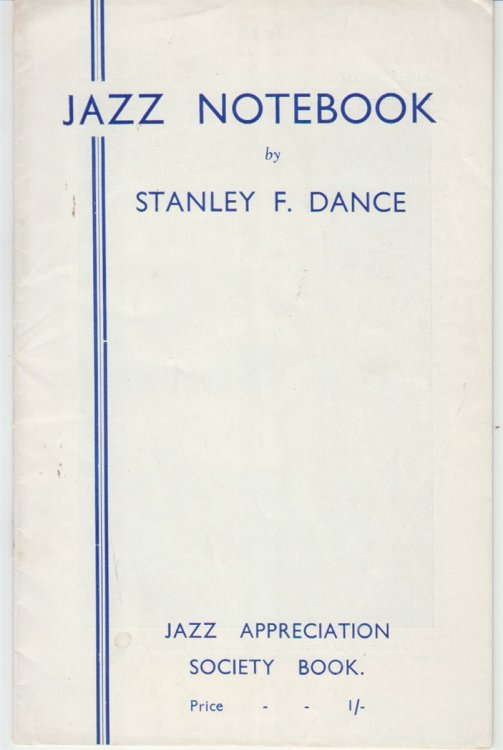 JAZZ NOTEBOOK
by
STANLEY F. DANCE
JAZZ APPRECIATION
SOCIETY BOOK.
Price - - 1/-